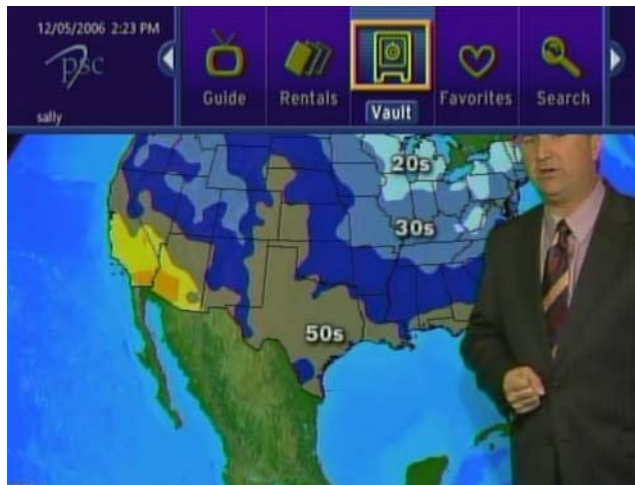 12/05/2006 2:23 PM
psc
sally
Guide
Rentals
Vault
Favorites
Search
20s
30s
50s